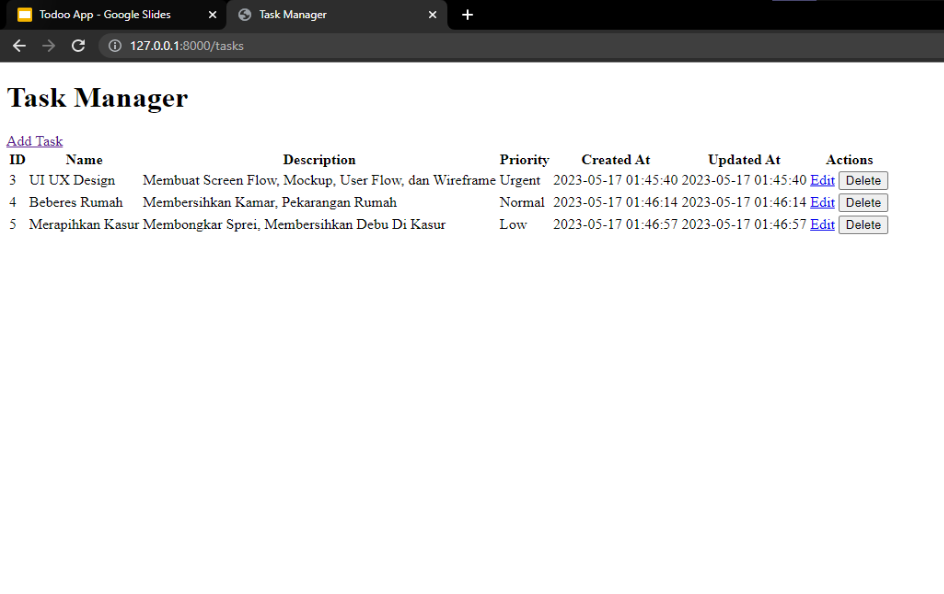 Todoo App - Google Slides
Task Manager
127.0.0.1:8000/tasks
Task Manager
Add Task
ID Name Description Priority Created At Updated At Actions
3 UI UX Design Membuat Screen Flow, Mockup, User Flow, dan Wireframe Urgent 2023-05-17 01:45:40 2023-05-17 01:45:40 Edit Delete
4 Beberes Rumah Membersihkan Kamar, Pekarangan Rumah Normal 2023-05-17 01:46:14 2023-05-17 01:46:14 Edit Delete
5 Merapihkan Kasur Membongkar Sprei, Membersihkan Debu Di Kasur Low 2023-05-17 01:46:57 2023-05-17 01:46:57 Edit Delete